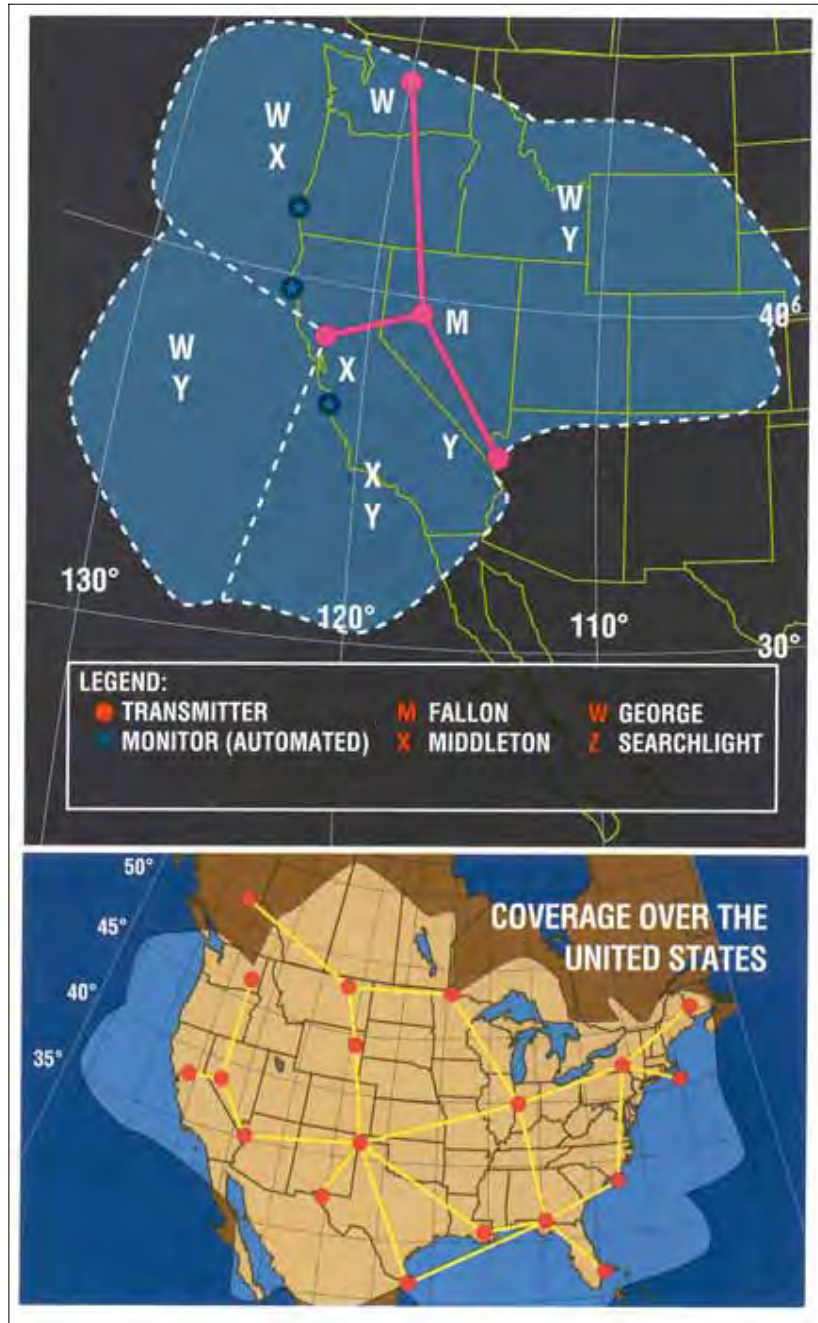 W
W
X
W
Y
40⁶
M
W
Y
X
Y
X
Y
130°
120°
110°
30°
LEGEND:
TRANSMITTER
M FALLON
W GEORGE
MONITOR (AUTOMATED)
X MIDDLETON
Z SEARCHLIGHT
50°
45°
40°
35°
COVERAGE OVER THE
UNITED STATES